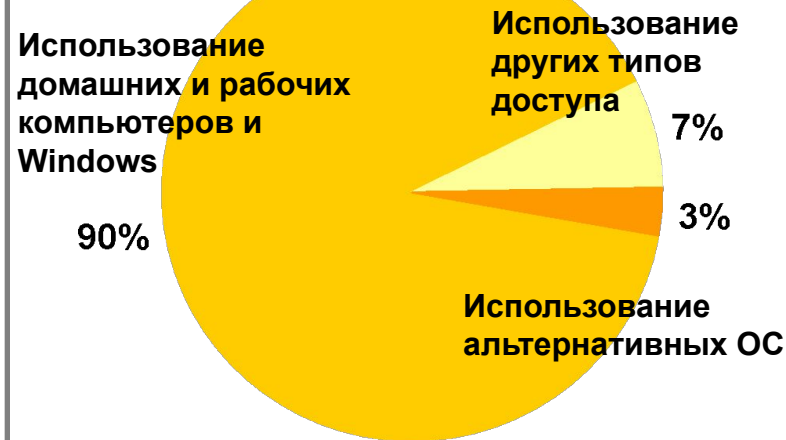 Использование
домашних и рабочих
компьютеров и
Windows
90%
Использование
других типов
доступа
7%
3%
Использование
альтернативных ОС